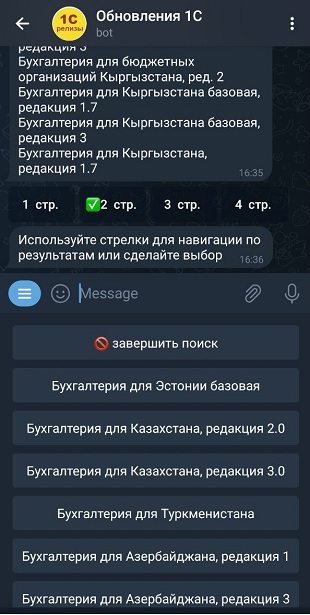 Обновления 1С
bot
1С
релизы
редакция 3
Бухгалтерия для бюджетных
организаций Кыргызстана, ред. 2
Бухгалтерия для Кыргызстана базовая,
редакция 1.7
Бухгалтерия для Кыргызстана базовая,
редакция 3
Бухгалтерия для Кыргызстана,
редакция 1.7
16:35
1 стр.
✅2 стр.
3 стр.
4 стр.
Используйте стрелки для навигации по
результатам или сделайте выбор
16:36
Message
🚫 завершить поиск
Бухгалтерия для Эстонии базовая
Бухгалтерия для Казахстана, редакция 2.0
Бухгалтерия для Казахстана, редакция 3.0
Бухгалтерия для Туркменистана
Бухгалтерия для Азербайджана, редакция 1
Бухгалтерия для Азербайджана, редакция 3